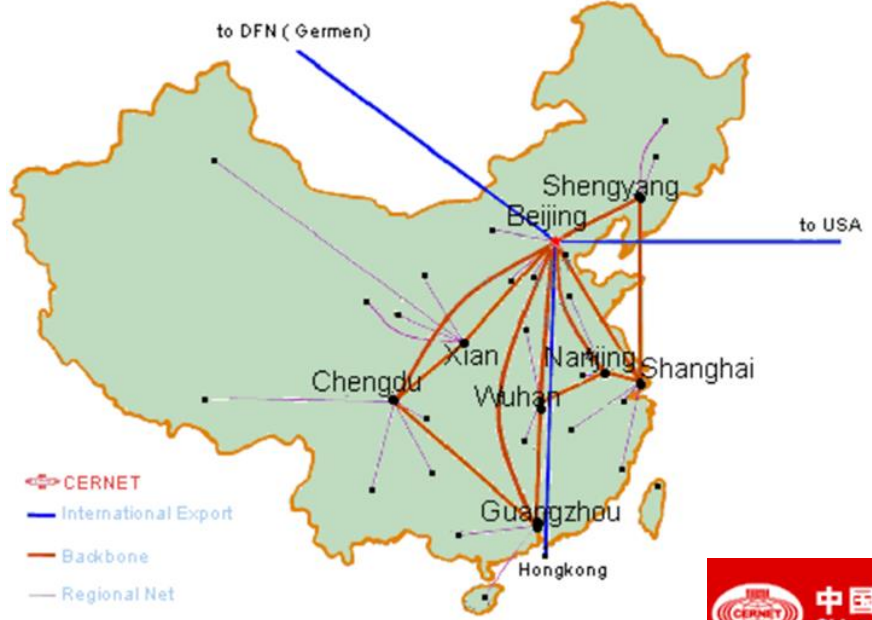 to DFN ( Germen)
Shengyang
Beijing
to USA
Xian
Nanjing
Shanghai
Chengdu
Wuhan
CERNET
International Export
Guangzhou
Backbone
Hongkong
Regional Net
CERNET
中国